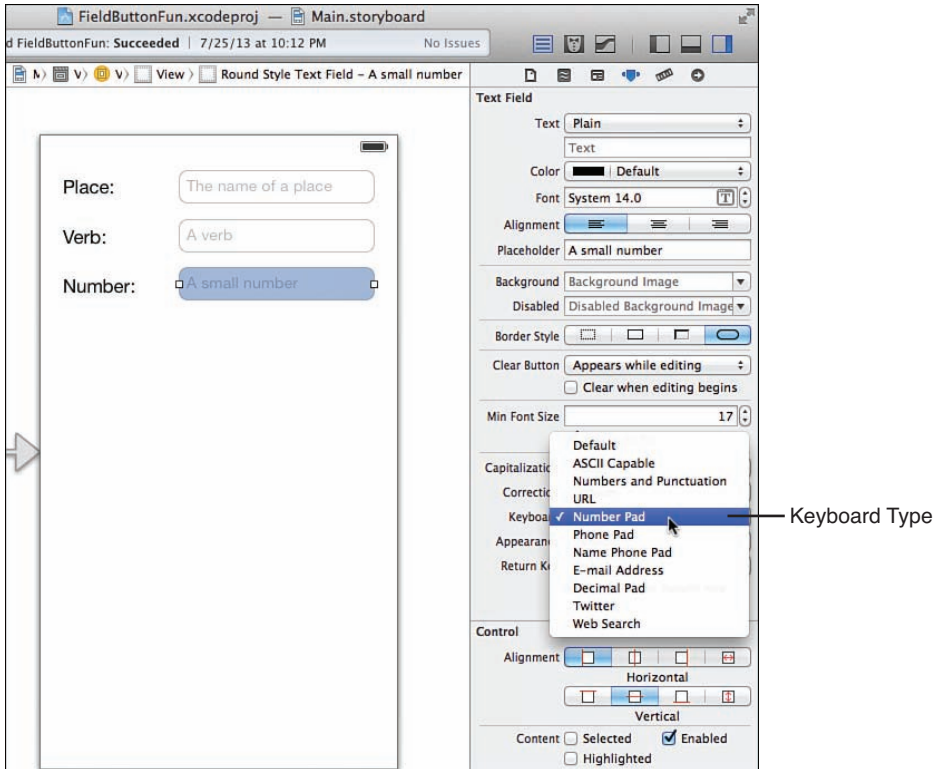 FieldButtonFun.xcodeproj — Main.storyboard
d FieldButtonFun: Succeeded | 7/25/13 at 10:12 PM No Issues
V) V) View Round Style Text Field – A small number
Text Field
Text Plain
Text
Color Default
Font System 14.0
Alignment
Placeholder A small number
Background Background Image
Disabled Disabled Background Image
Border Style
Clear Button Appears while editing
Clear when editing begins
Min Font Size 17
Place: The name of a place
Verb: A verb
Number: A small number
Default
ASCII Capable
Numbers and Punctuation
URL
Number Pad
Phone Pad
Name Phone Pad
E-mail Address
Decimal Pad
Twitter
Web Search
Capitalizatio
Correctio
Keyboa
Appearan
Return K
Keyboard Type
Control
Alignment
Horizontal
Vertical
Content Selected Enabled
Highlighted